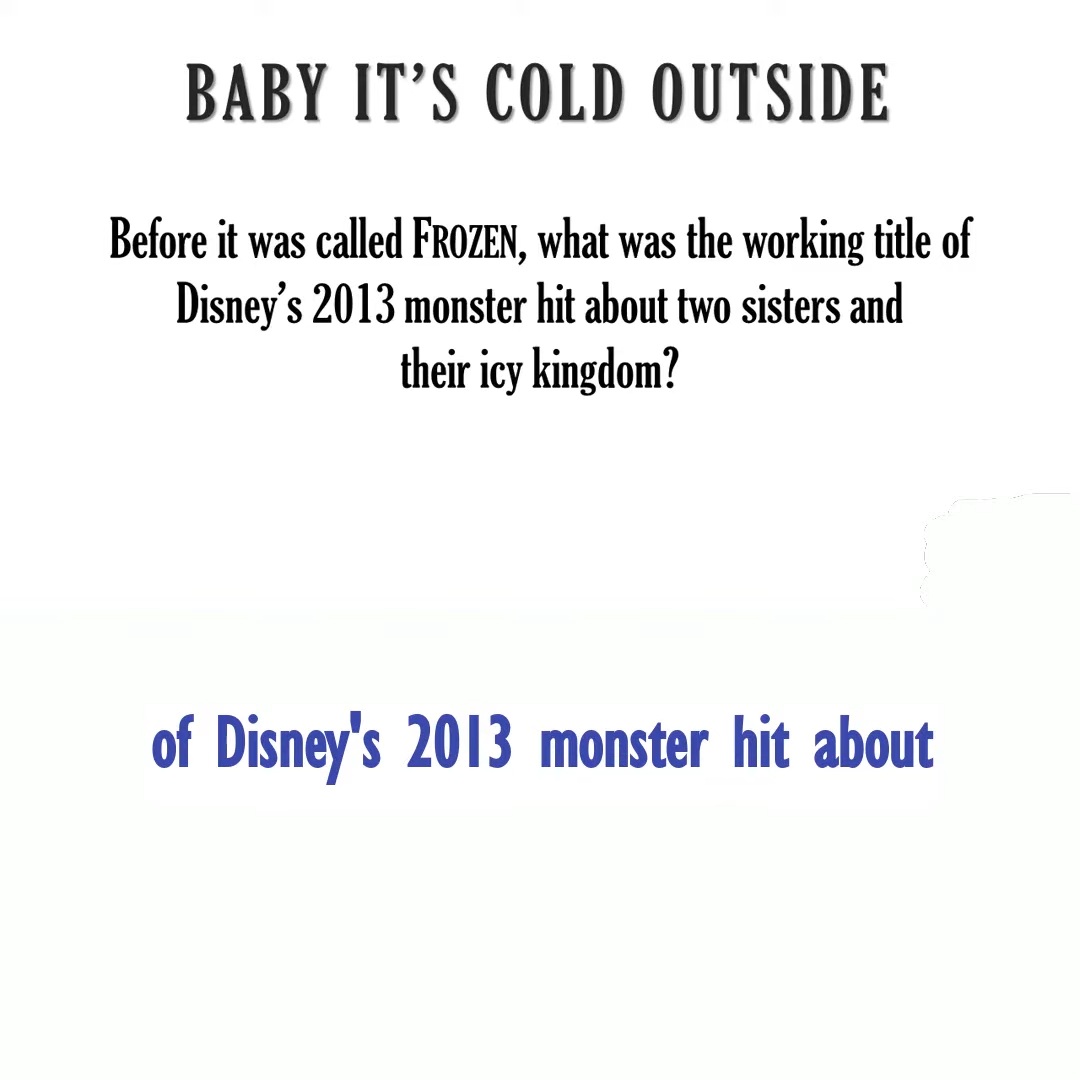 BABY IT’S COLD OUTSIDE
Before it was called FROZEN, what was the working title of
Disney’s 2013 monster hit about two sisters and
their icy kingdom?
of Disney's 2013 monster hit about